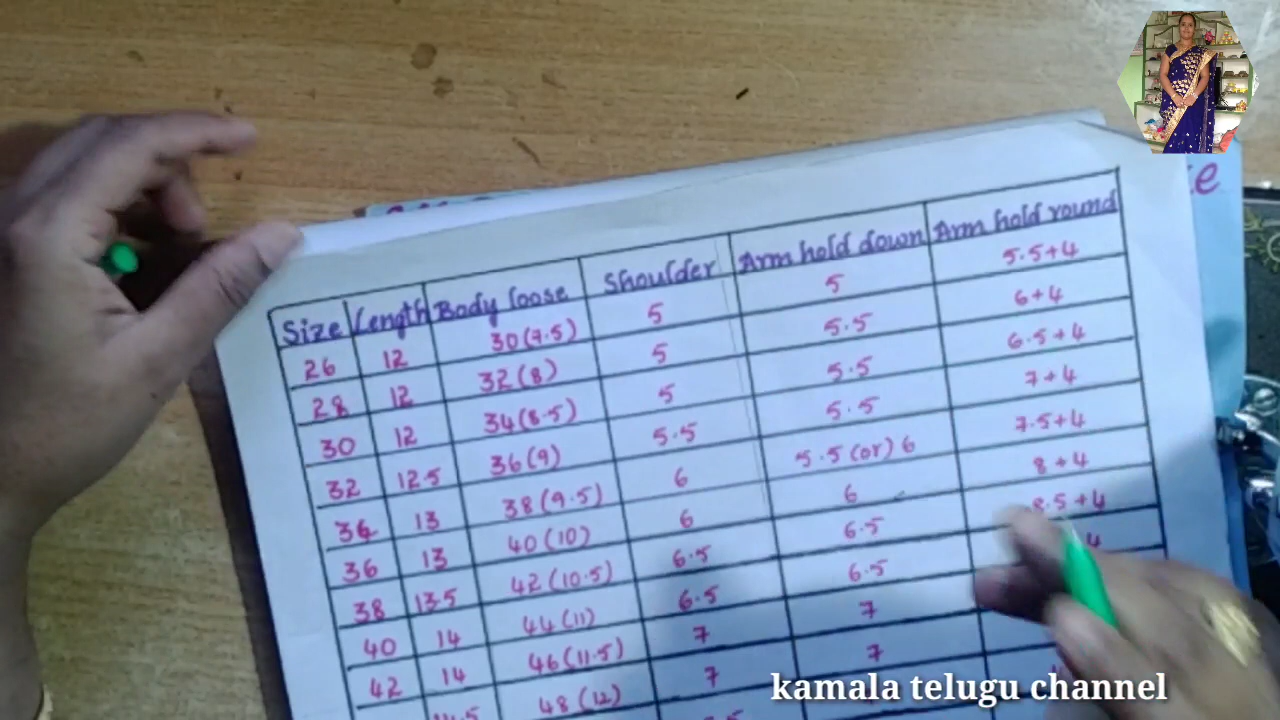 Size Length Body loose Shoulder Arm hold down Arm hold round
26 12 30(7.5) 5 5 5.5+4
28 12 32(8) 5 5.5 6+4
30 12 34(8.5) 5 5.5 6.5+4
32 12.5 36(9) 5.5 5.5 7+4
34 13 38(9.5) 6 5.5(or)6 7.5+4
36 13 40(10) 6 6 8+4
38 13.5 42(10.5) 6.5 6.5 8.5+4
40 14 44(11) 6.5 6.5 4
42 14 46(11.5) 7 7
48(12) 7 7
kamala telugu channel